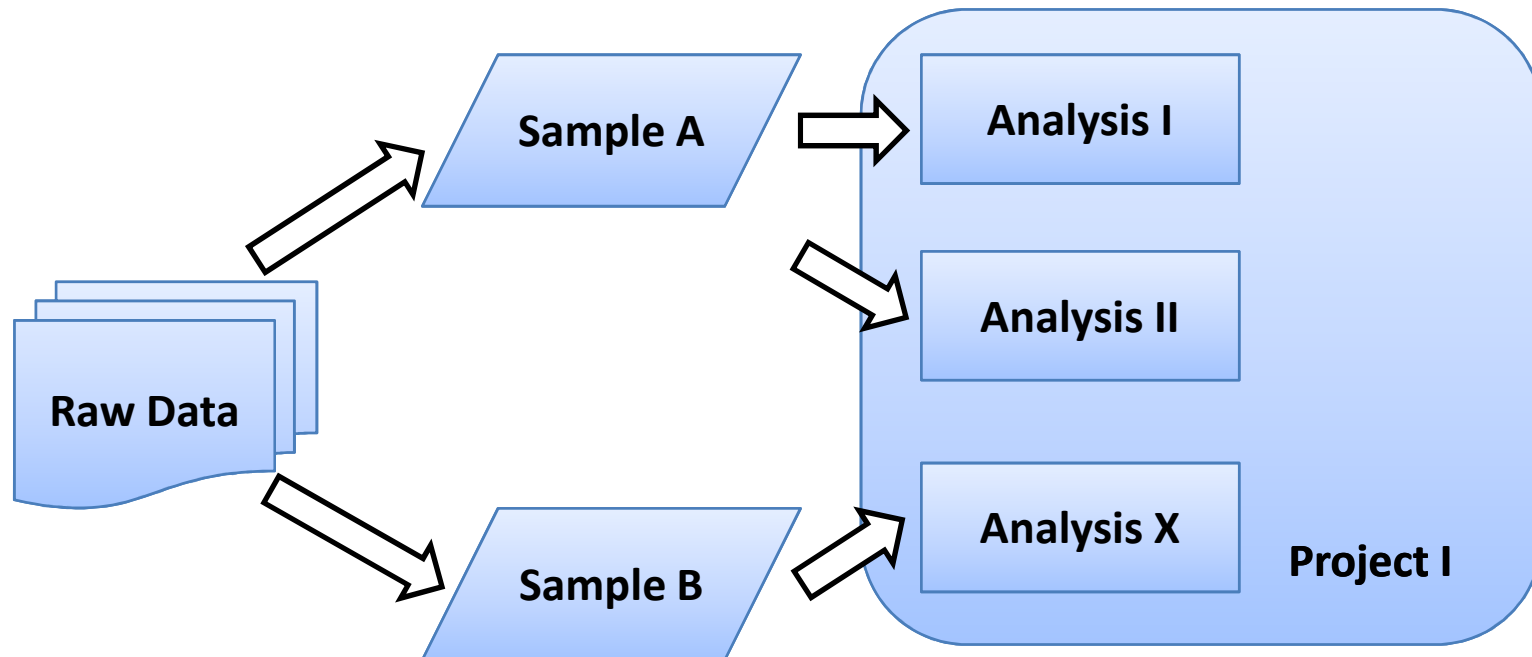 Sample A
Analysis I
Analysis II
Raw Data
Analysis X
Project I
Sample B